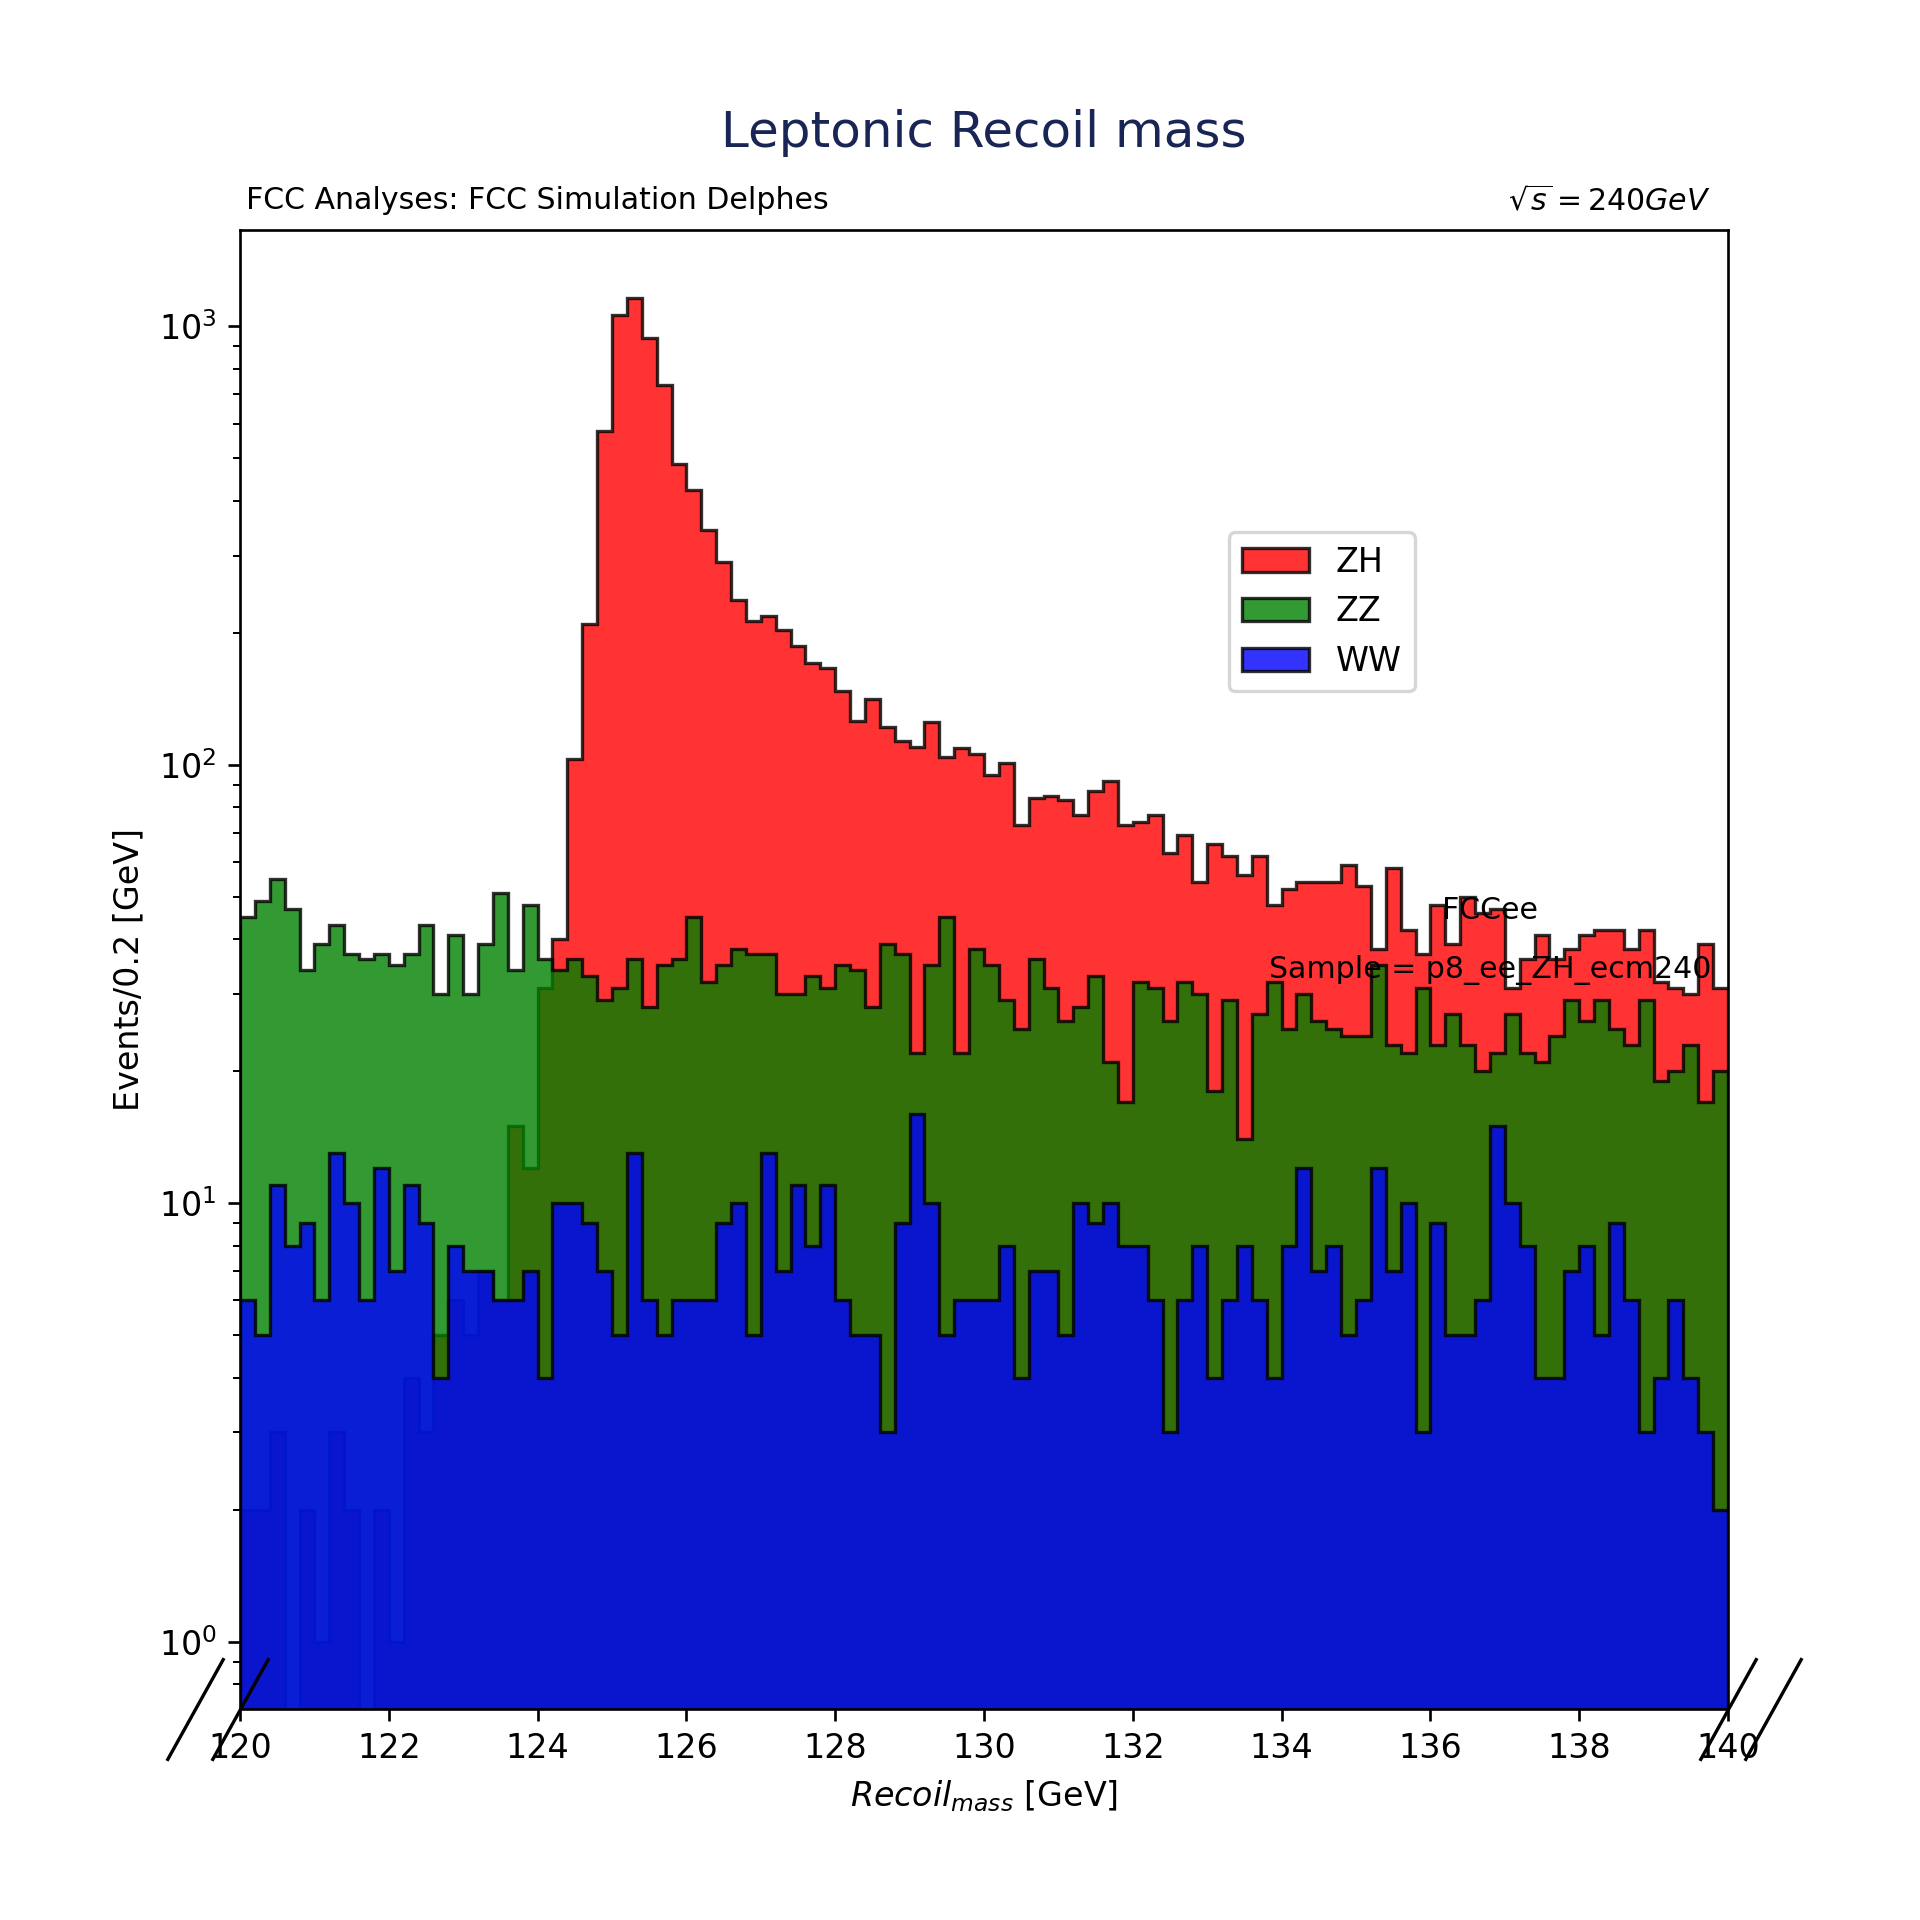 Leptonic Recoil mass
FCC Analyses: FCC Simulation Delphes
√s = 240GeV
10³
10²
10¹
10⁰
Events/0.2 [GeV]
ZH
ZZ
WW
FCCee
Sample = p8_ee_ZH_ecm240
120 122 124 126 128 130 132 134 136 138 140
Recoil_mass [GeV]